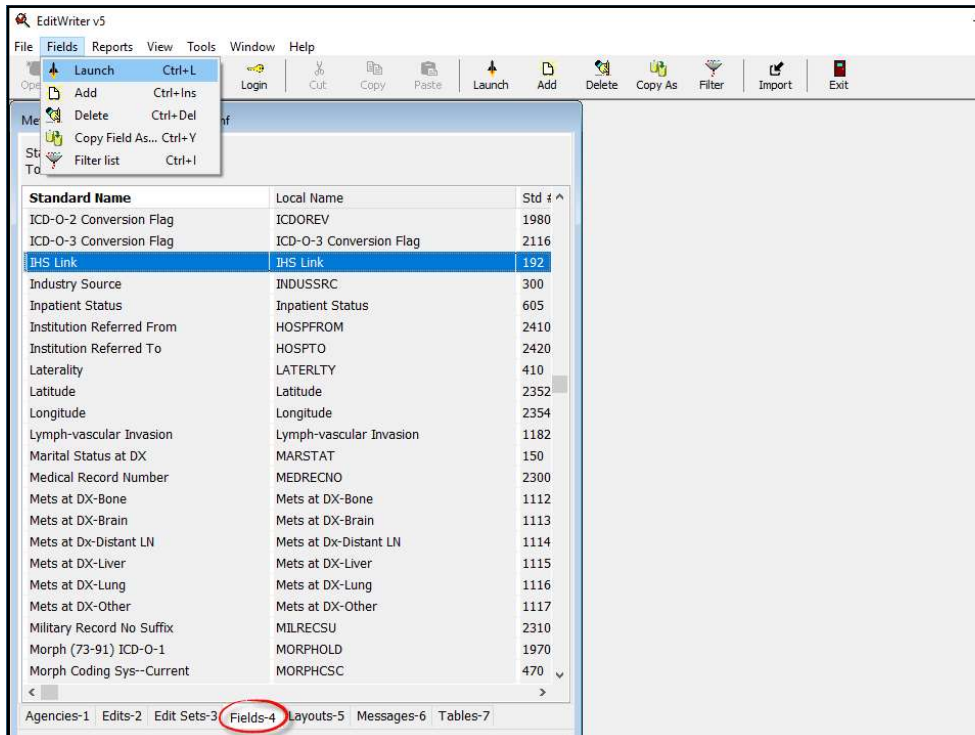 EditWriter v5
File Fields Reports View Tools Window Help
Launch Ctrl+L
Add Ctrl+Ins
Delete Ctrl+Del
Copy Field As... Ctrl+Y
Filter list Ctrl+I
Login Cut Copy Paste Launch Add Delete Copy As Filter Import Exit
Standard Name Local Name Std #
ICD-O-2 Conversion Flag ICDOREV 1980
ICD-O-3 Conversion Flag ICD-O-3 Conversion Flag 2116
IHS Link IHS Link 192
Industry Source INDUSSRC 300
Inpatient Status Inpatient Status 605
Institution Referred From HOSPFROM 2410
Institution Referred To HOSPTO 2420
Laterality LATERLTY 410
Latitude Latitude 2352
Longitude Longitude 2354
Lymph-vascular Invasion Lymph-vascular Invasion 1182
Marital Status at DX MARSTAT 150
Medical Record Number MEDRECNO 2300
Mets at DX-Bone Mets at DX-Bone 1112
Mets at DX-Brain Mets at DX-Brain 1113
Mets at Dx-Distant LN Mets at Dx-Distant LN 1114
Mets at DX-Liver Mets at DX-Liver 1115
Mets at DX-Lung Mets at DX-Lung 1116
Mets at DX-Other Mets at DX-Other 1117
Military Record No Suffix MILRECSU 2310
Morph (73-91) ICD-O-1 MORPHOLD 1970
Morph Coding Sys--Current MORPHCSC 470
Agencies-1 Edits-2 Edit Sets-3 Fields-4 Layouts-5 Messages-6 Tables-7